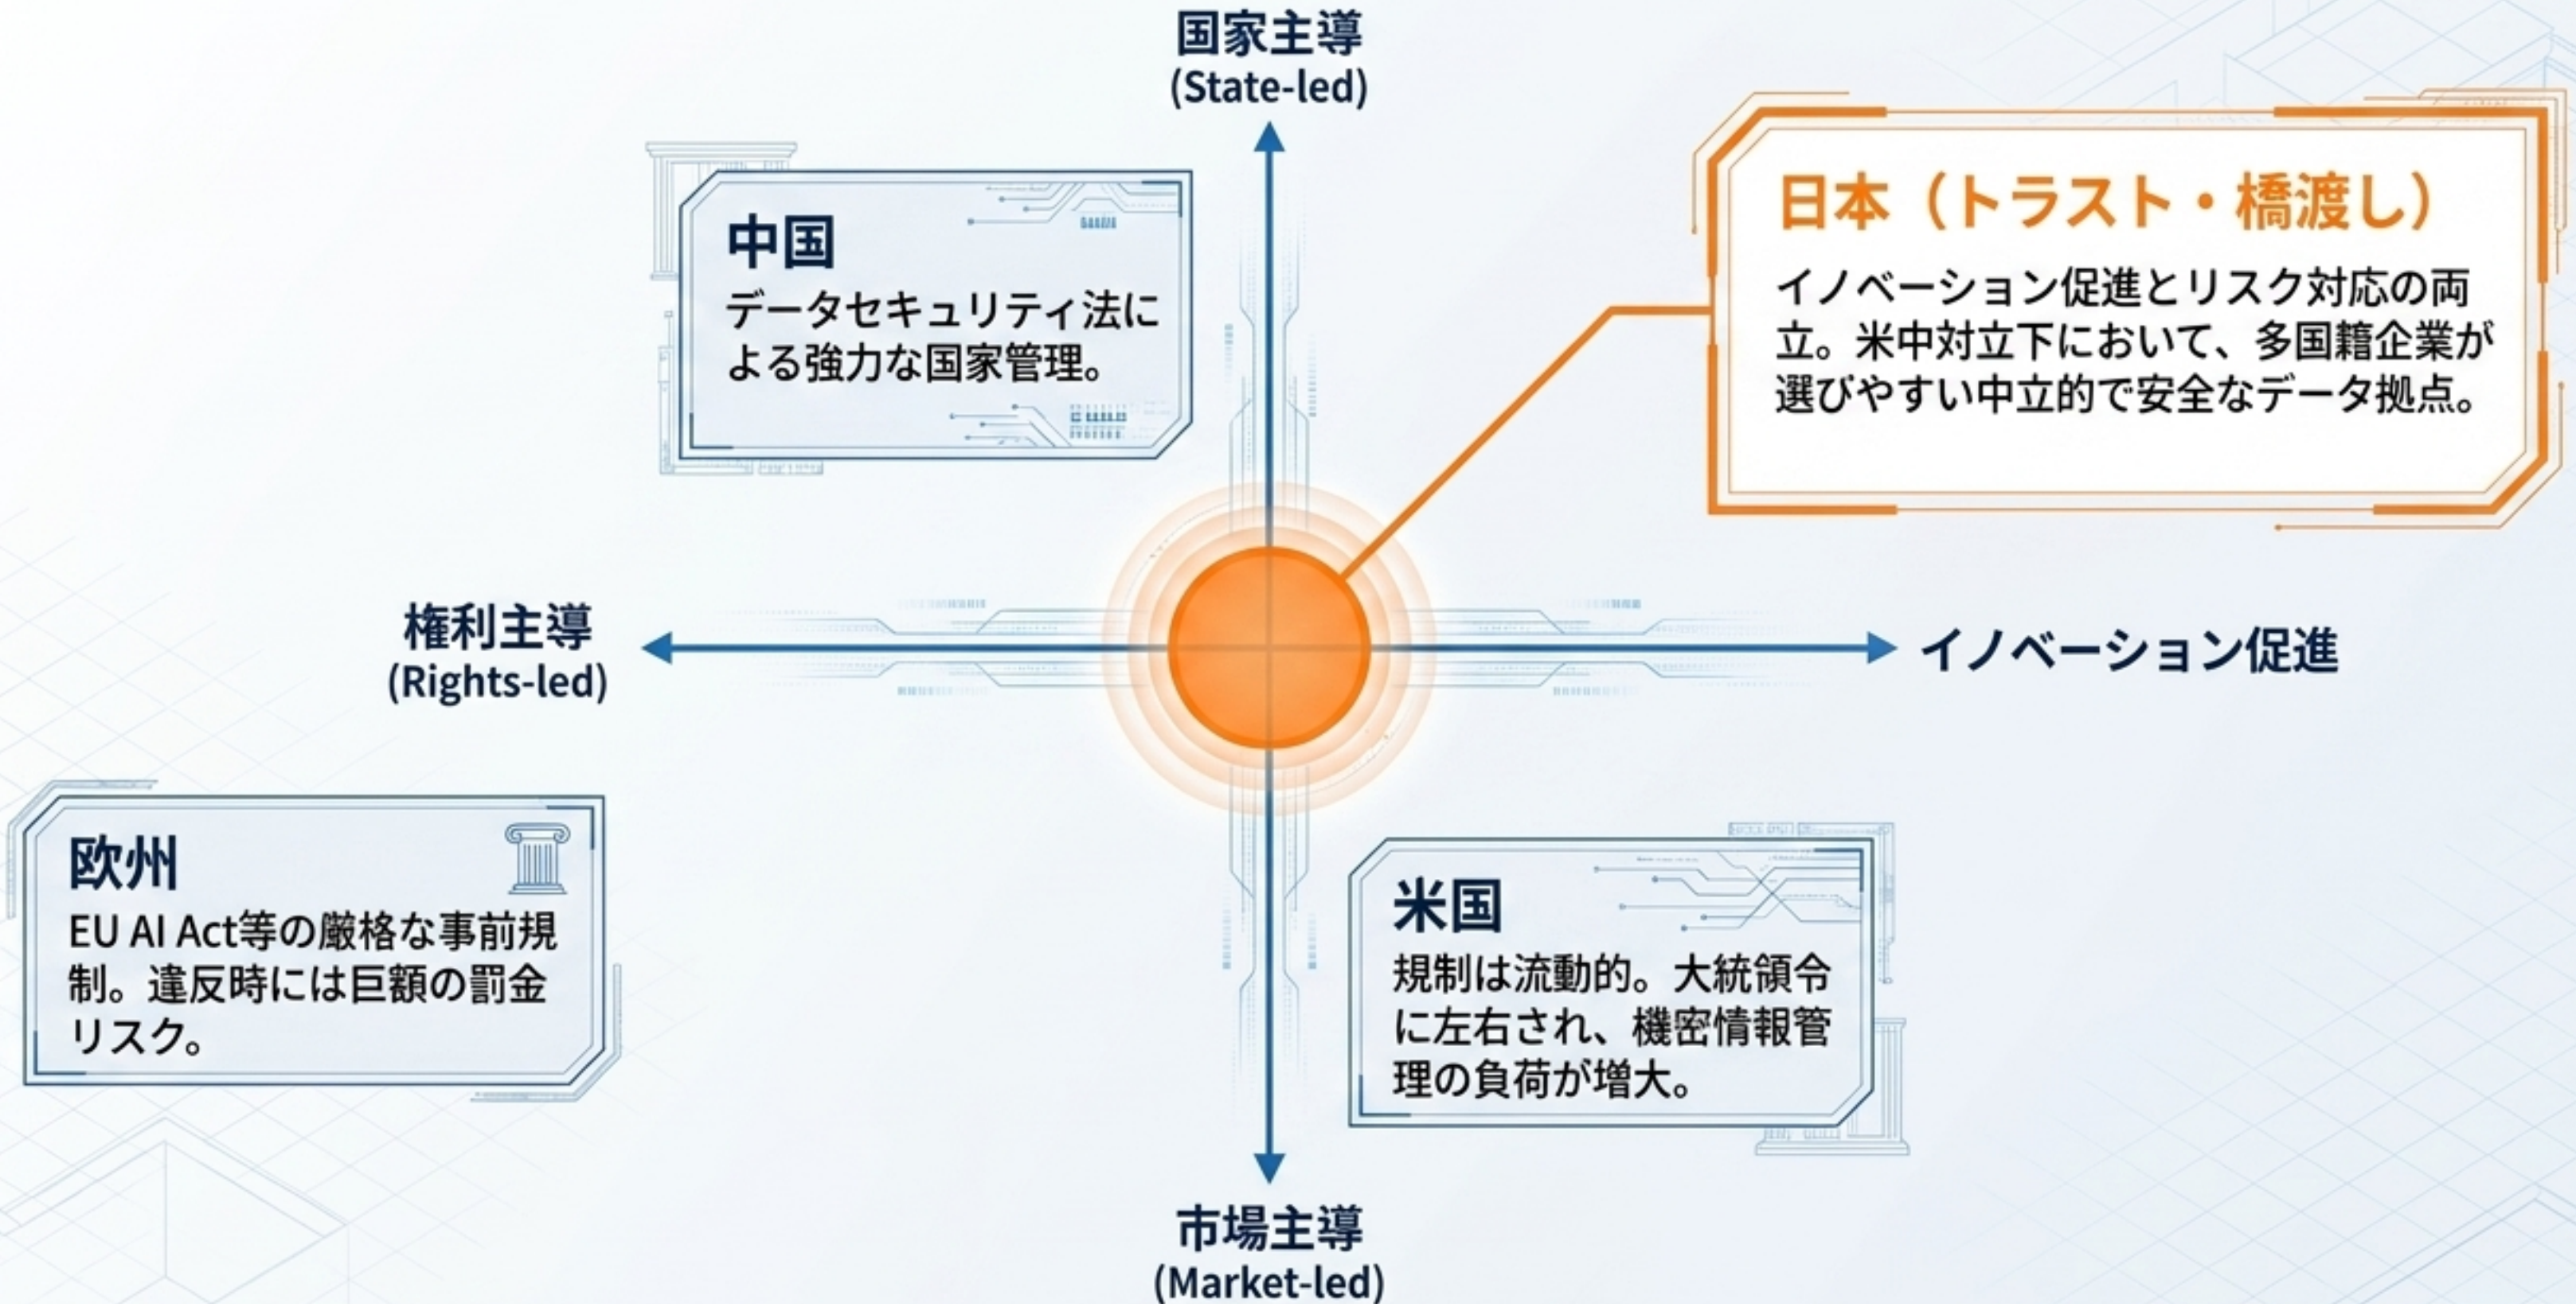 国家主導
(State-led)
中国
データセキュリティ法に
よる強力な国家管理。
日本（トラスト・橋渡し）
イノベーション促進とリスク対応の両
立。米中対立下において、多国籍企業が
選びやすい中立的で安全なデータ拠点。
権利主導
(Rights-led)
イノベーション促進
欧州
EU AI Act等の厳格な事前規
制。違反時には巨額の罰金
リスク。
米国
規制は流動的。大統領令
に左右され、機密情報管
理の負荷が増大。
市場主導
(Market-led)